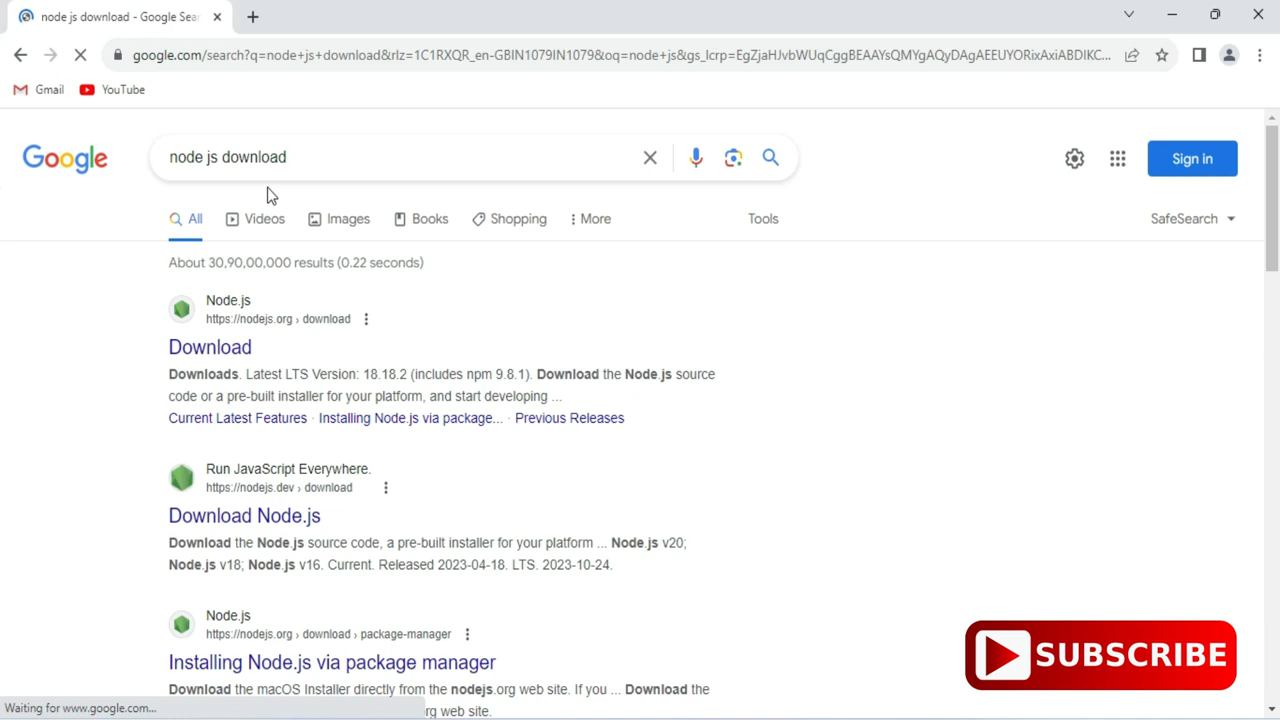 node js download - Google Sea
google.com/search?q=node+js+download&rlz=1C1RXQR_en-GBIN1079IN1079&oq=node+js&gs_lcrp=EgZjaHJvbWUqCggBEAAYsQMYgAQyDAgAEEUYORixAxiABDIKC...
Gmail YouTube
Google node js download Sign in
All Videos Images Books Shopping More Tools SafeSearch
About 30,90,00,000 results (0.22 seconds)
Node.js
https://nodejs.org › download
Download
Downloads. Latest LTS Version: 18.18.2 (includes npm 9.8.1). Download the Node.js source
code or a pre-built installer for your platform, and start developing ...
Current Latest Features · Installing Node.js via package... · Previous Releases
Run JavaScript Everywhere.
https://nodejs.dev › download
Download Node.js
Download the Node.js source code, a pre-built installer for your platform ... Node.js v20;
Node.js v18; Node.js v16. Current. Released 2023-04-18. LTS. 2023-10-24.
Node.js
https://nodejs.org › download › package-manager
Installing Node.js via package manager
Download the macOS Installer directly from the nodejs.org web site. If you ... Download the
rg web site.
SUBSCRIBE
Waiting for www.google.com...